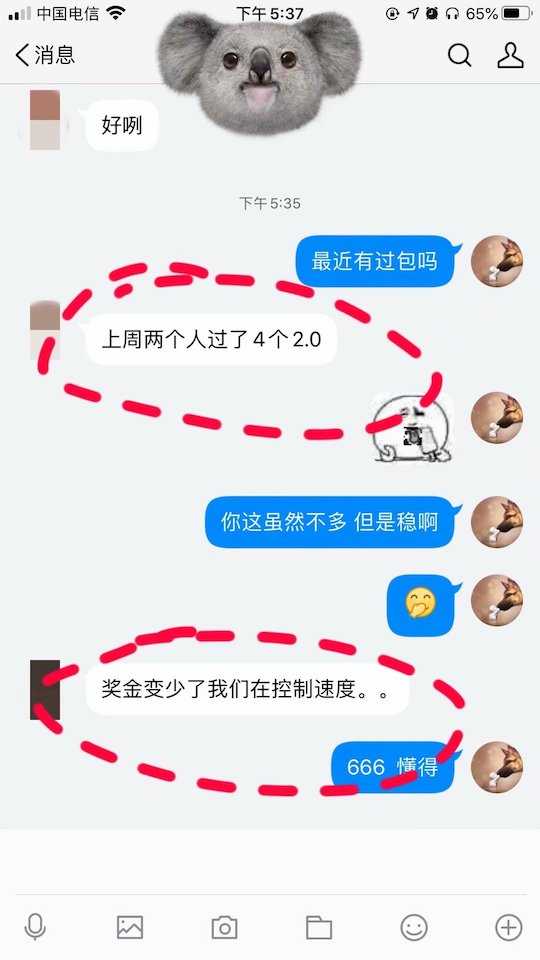 中国电信
下午5:37
65%
消息
好咧
下午5:35
最近有过包吗
上周两个人过了4个2.0
你这虽然不多 但是稳啊
奖金变少了我们在控制速度。。
666 懂得